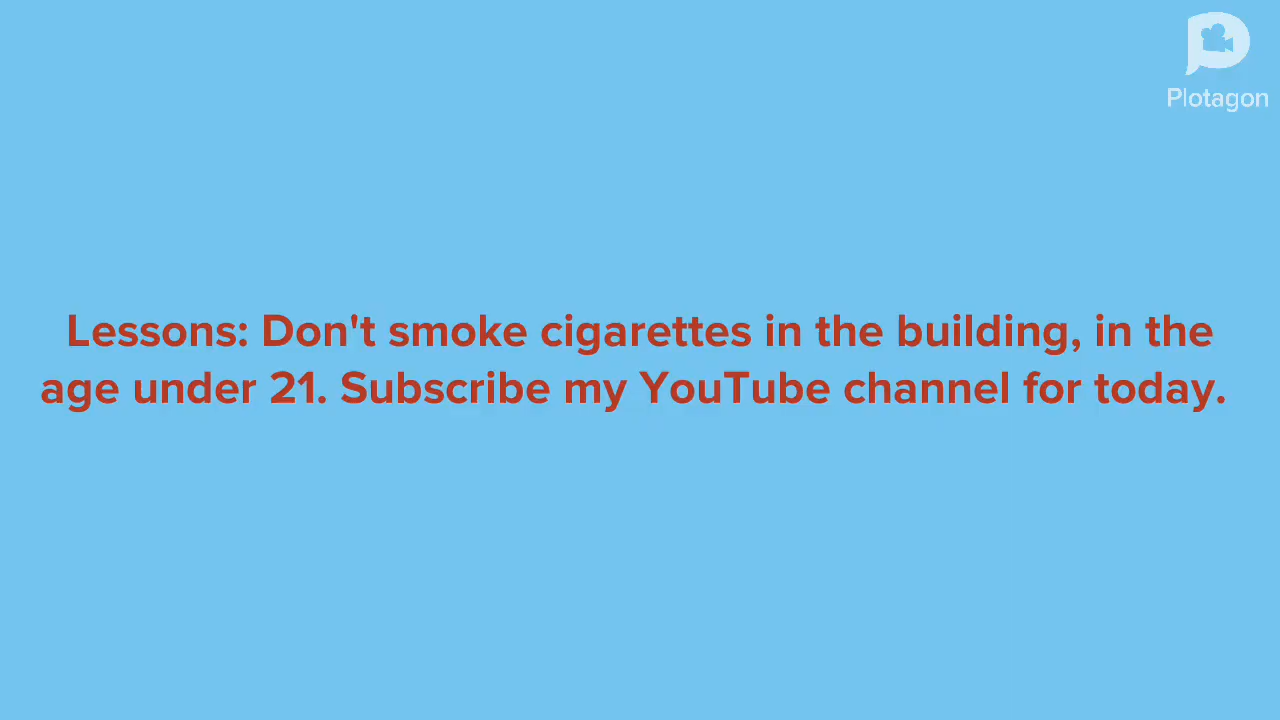 Plotagon
Lessons: Don't smoke cigarettes in the building, in the
age under 21. Subscribe my YouTube channel for today.